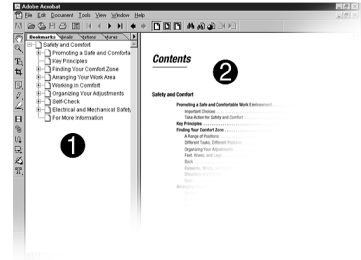 Adobe Acrobat
File Edit Document Tools View Window Help
Bookmarks
Safety and Comfort
Promoting a Safe and Comforta
Key Principles
Finding Your Comfort Zone
Arranging Your Work Area
Working in Comfort
Organizing Your Adjustments
Self-Check
Electrical and Mechanical Safety
For More Information
1
Contents
2
Safety and Comfort
Promoting a Safe and Comfortable Work Environment
Important Choices
Take Action for Safety and Comfort
Key Principles
Finding Your Comfort Zone
A Range of Positions
Different Tasks, Different Positions
Organizing Your Adjustments
Feet, Knees, and Legs
Back